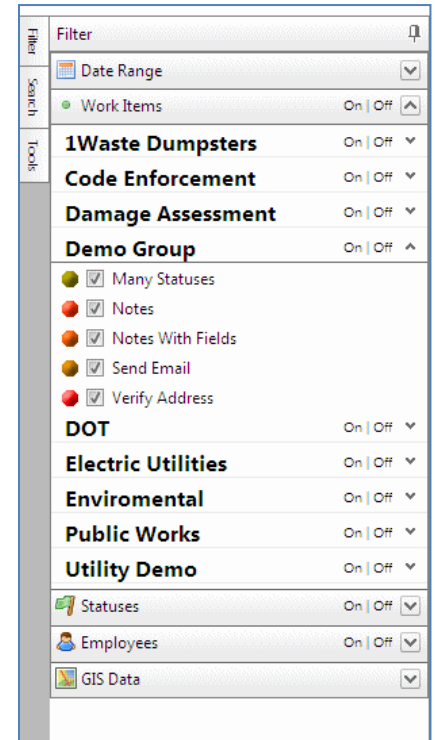 Filter
Search
Tools
Filter
Date Range
Work Items On | Off
1Waste Dumpsters On | Off
Code Enforcement On | Off
Damage Assessment On | Off
Demo Group On | Off
Many Statuses
Notes
Notes With Fields
Send Email
Verify Address
DOT On | Off
Electric Utilities On | Off
Enviromental On | Off
Public Works On | Off
Utility Demo On | Off
Statuses On | Off
Employees On | Off
GIS Data